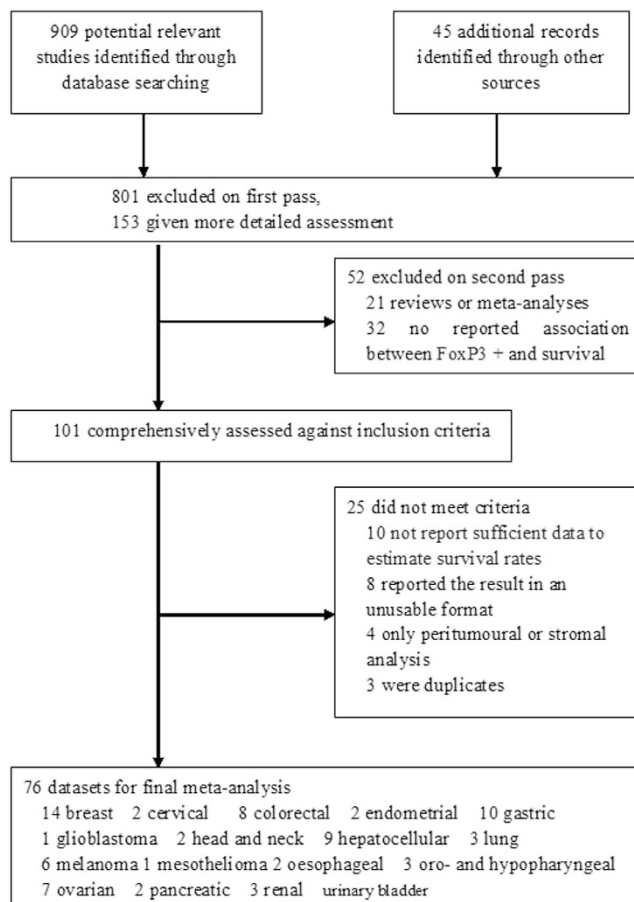 909 potential relevant
studies identified through
database searching
45 additional records
identified through other
sources
801 excluded on first pass,
153 given more detailed assessment
52 excluded on second pass
21 reviews or meta-analyses
32 no reported association
between FoxP3 + and survival
101 comprehensively assessed against inclusion criteria
25 did not meet criteria
10 not report sufficient data to
estimate survival rates
8 reported the result in an
unusable format
4 only peritumoural or stromal
analysis
3 were duplicates
76 datasets for final meta-analysis
14 breast 2 cervical 8 colorectal 2 endometrial 10 gastric
1 glioblastoma 2 head and neck 9 hepatocellular 3 lung
6 melanoma 1 mesothelioma 2 oesophageal 3 oro- and hypopharyngeal
7 ovarian 2 pancreatic 3 renal urinary bladder